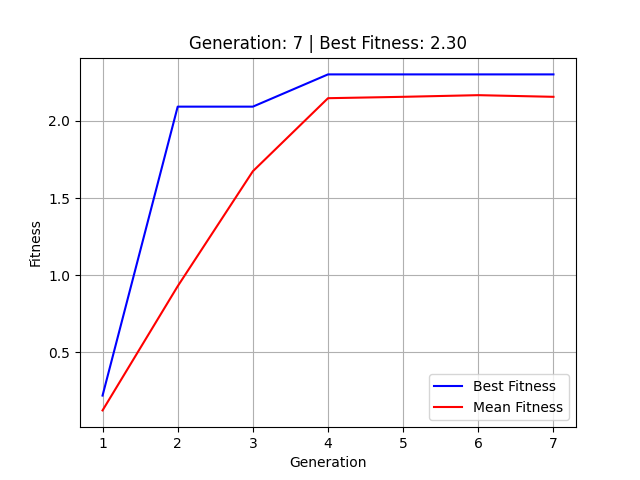 Generation: 7 | Best Fitness: 2.30
Fitness
2.0
1.5
1.0
0.5
Best Fitness
Mean Fitness
1 2 3 4 5 6 7
Generation